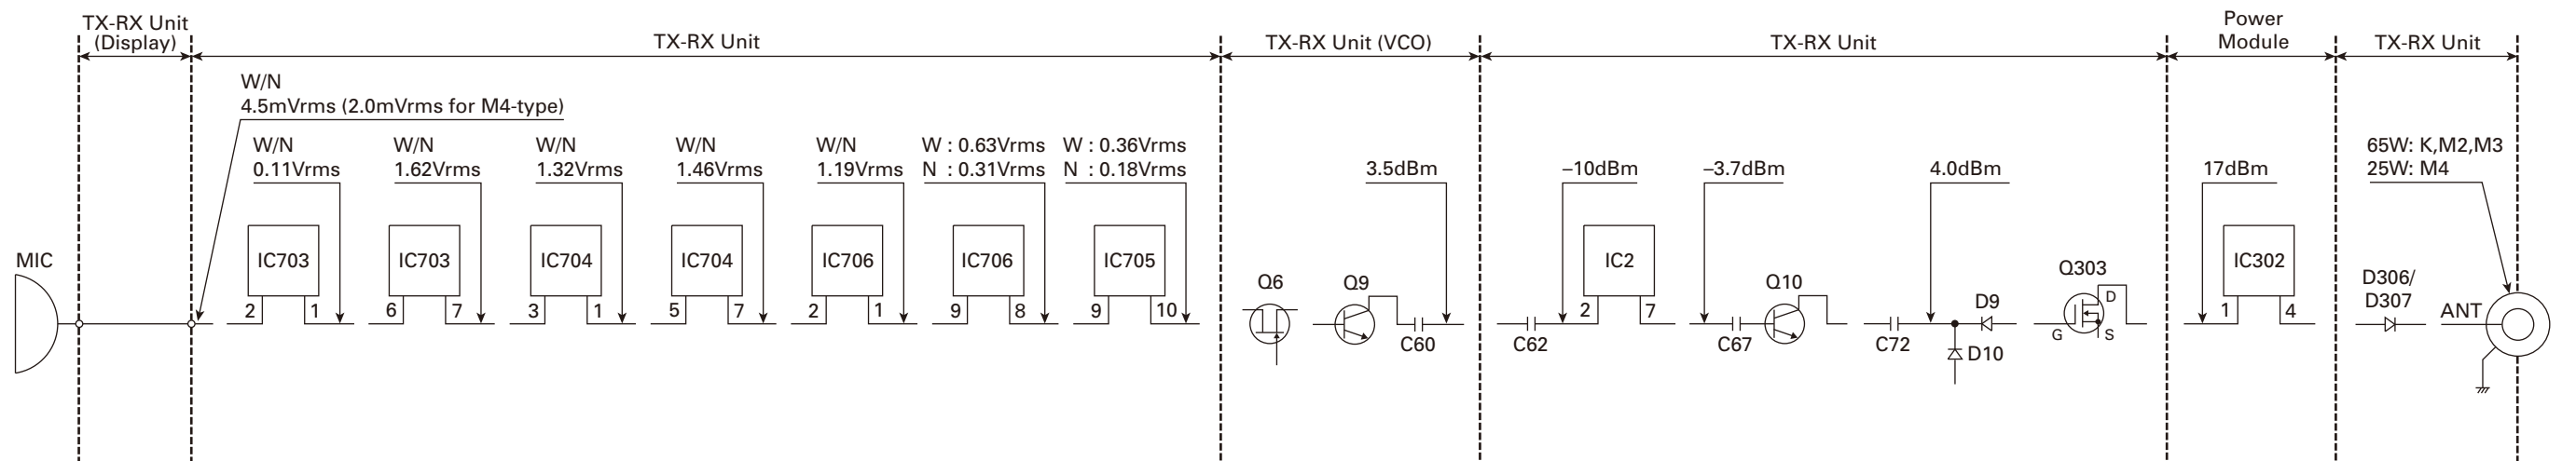 TX-RX Unit
(Display)
TX-RX Unit
TX-RX Unit (VCO)
TX-RX Unit
Power
Module
TX-RX Unit
W/N
4.5mVrms (2.0mVrms for M4-type)
W/N
0.11Vrms
W/N
1.62Vrms
W/N
1.32Vrms
W/N
1.46Vrms
W/N
1.19Vrms
W : 0.63Vrms
N : 0.31Vrms
W : 0.36Vrms
N : 0.18Vrms
3.5dBm
–10dBm
–3.7dBm
4.0dBm
17dBm
65W: K,M2,M3
25W: M4
MIC
IC703
2 1
IC703
6 7
IC704
3 1
IC704
5 7
IC706
2 1
IC706
9 8
IC705
9 10
Q6
Q9
C60
C62
IC2
2 7
C67
Q10
C72
D9
D10
Q303
D
G
S
IC302
1 4
D306/
D307
ANT